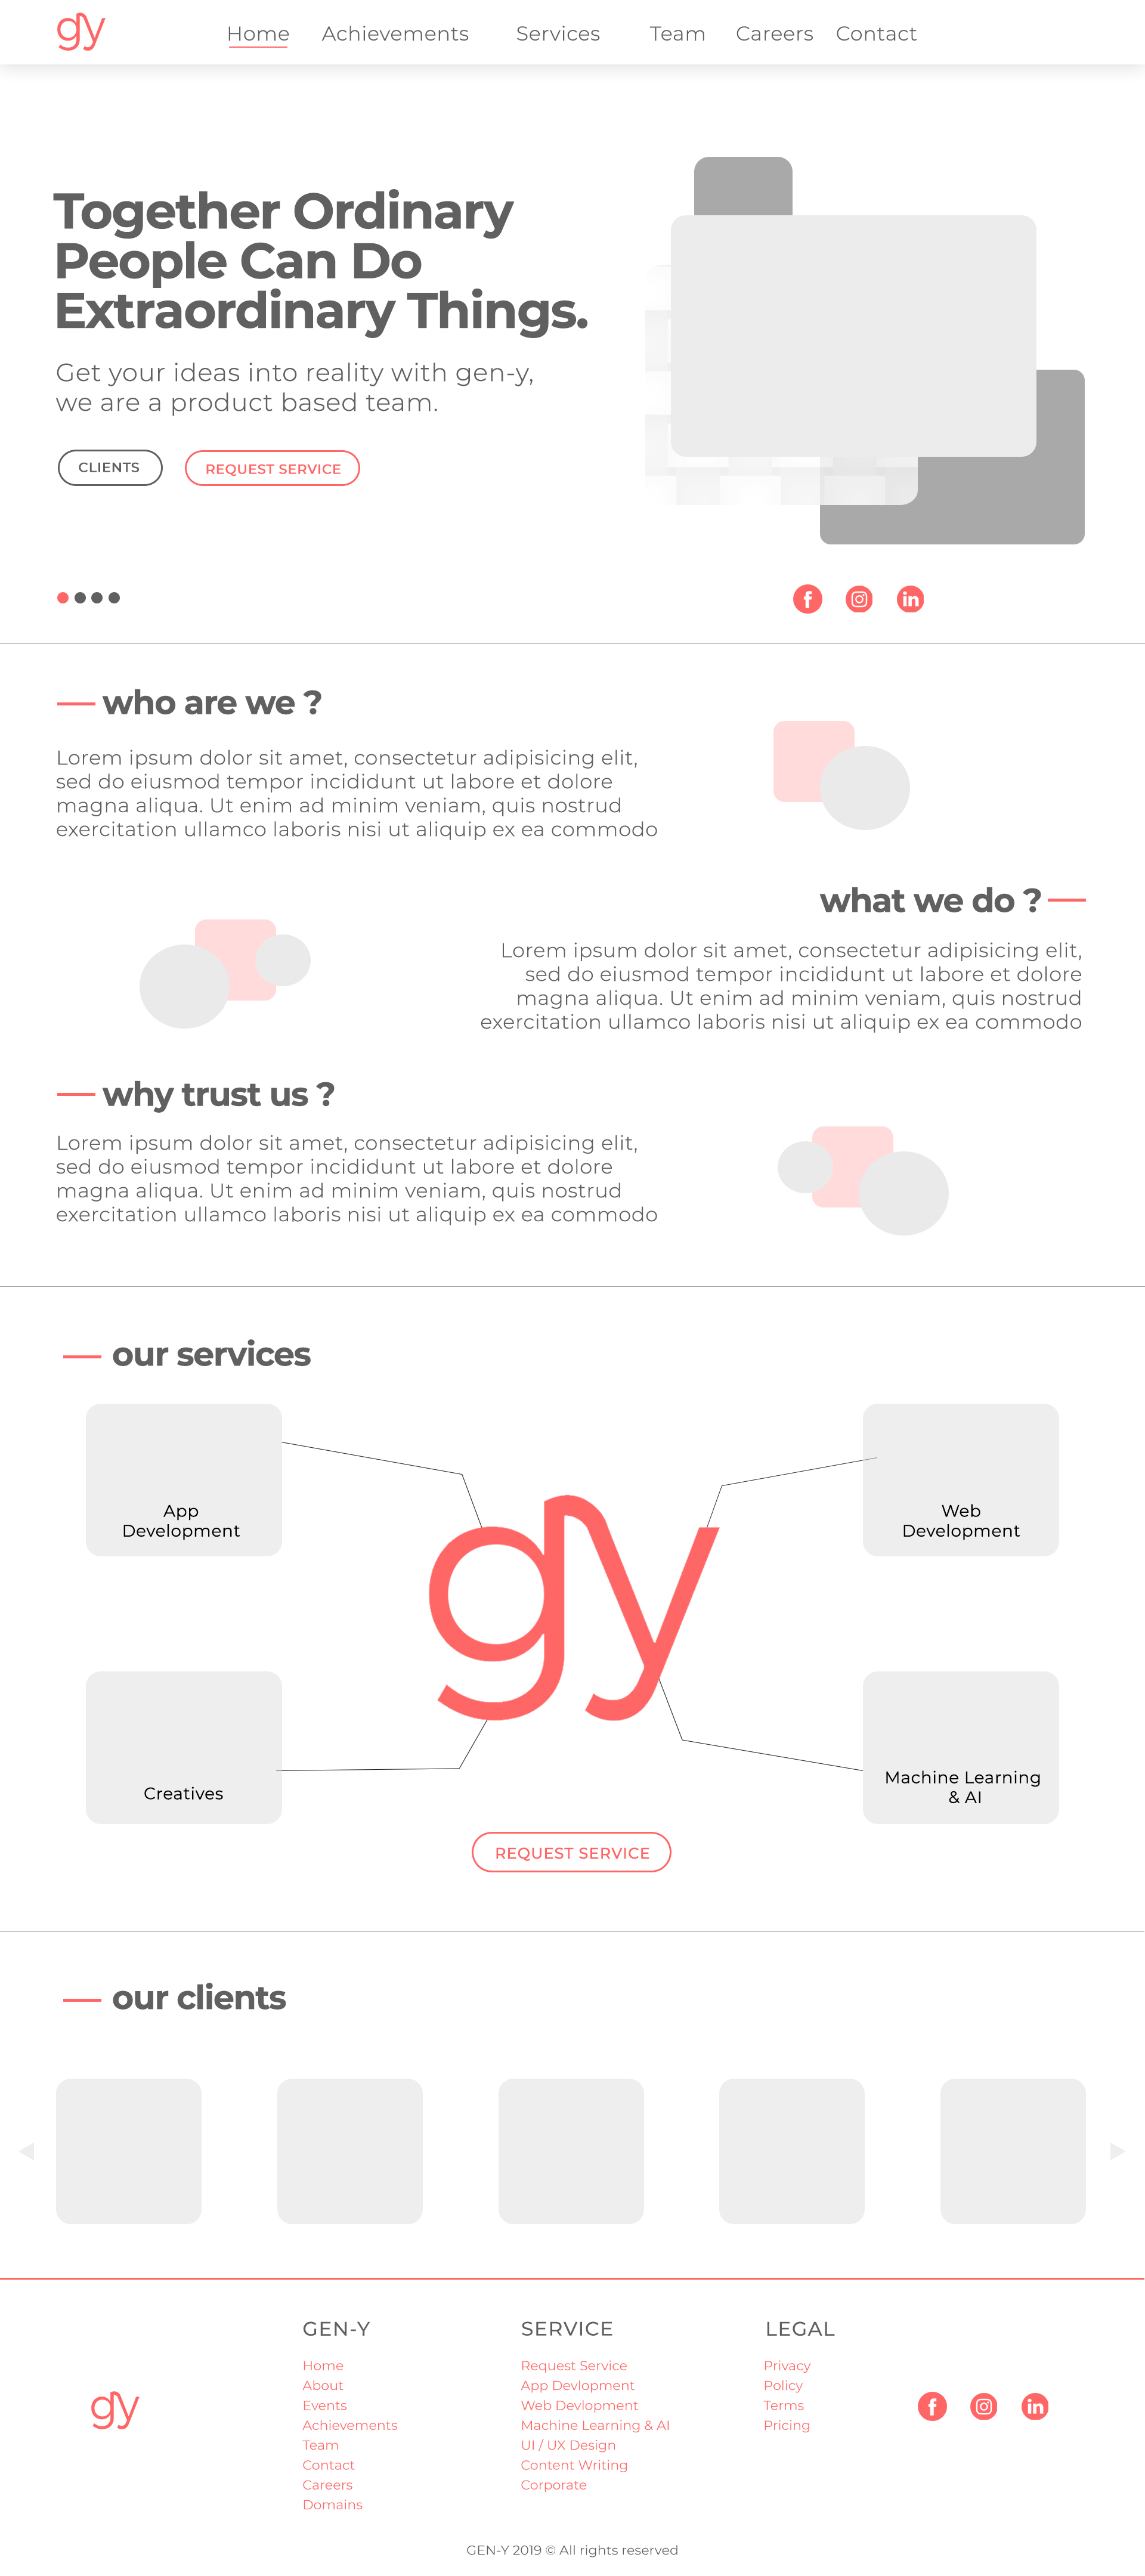 gy
Home Achievements Services Team Careers Contact
Together Ordinary
People Can Do
Extraordinary Things.
Get your ideas into reality with gen-y,
we are a product based team.
CLIENTS
REQUEST SERVICE
who are we ?
Lorem ipsum dolor sit amet, consectetur adipisicing elit,
sed do eiusmod tempor incididunt ut labore et dolore
magna aliqua. Ut enim ad minim veniam, quis nostrud
exercitation ullamco laboris nisi ut aliquip ex ea commodo
what we do ?
Lorem ipsum dolor sit amet, consectetur adipisicing elit,
sed do eiusmod tempor incididunt ut labore et dolore
magna aliqua. Ut enim ad minim veniam, quis nostrud
exercitation ullamco laboris nisi ut aliquip ex ea commodo
why trust us ?
Lorem ipsum dolor sit amet, consectetur adipisicing elit,
sed do eiusmod tempor incididunt ut labore et dolore
magna aliqua. Ut enim ad minim veniam, quis nostrud
exercitation ullamco laboris nisi ut aliquip ex ea commodo
our services
App
Development
Web
Development
gy
Creatives
Machine Learning
& AI
REQUEST SERVICE
our clients
gy
GEN-Y
Home
About
Events
Achievements
Team
Contact
Careers
Domains
SERVICE
Request Service
App Devlopment
Web Devlopment
Machine Learning & AI
UI / UX Design
Content Writing
Corporate
LEGAL
Privacy
Policy
Terms
Pricing
GEN-Y 2019 © All rights reserved